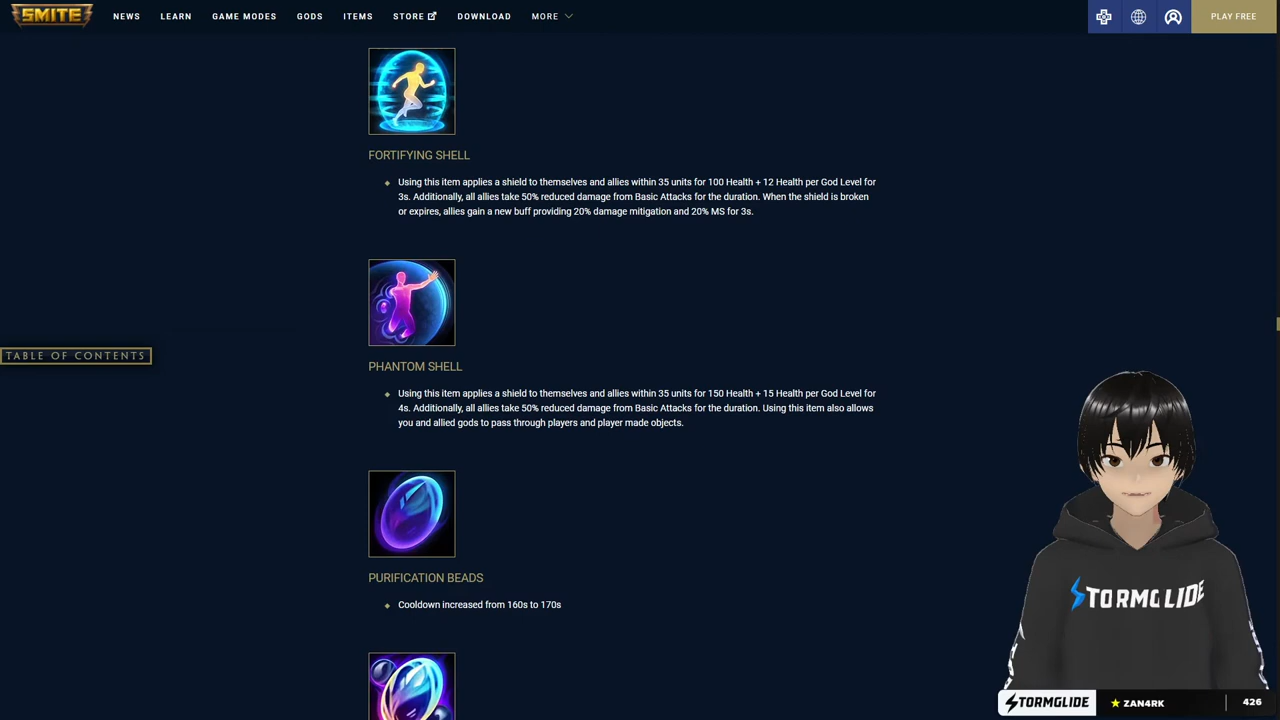 SMITE
NEWS
LEARN
GAME MODES
GODS
ITEMS
STORE
DOWNLOAD
MORE
PLAY FREE
FORTIFYING SHELL
Using this item applies a shield to themselves and allies within 35 units for 100 Health + 12 Health per God Level for
3s. Additionally, all allies take 50% reduced damage from Basic Attacks for the duration. When the shield is broken
or expires, allies gain a new buff providing 20% damage mitigation and 20% MS for 3s.
TABLE OF CONTENTS
PHANTOM SHELL
Using this item applies a shield to themselves and allies within 35 units for 150 Health + 15 Health per God Level for
4s. Additionally, all allies take 50% reduced damage from Basic Attacks for the duration. Using this item also allows
you and allied gods to pass through players and player made objects.
PURIFICATION BEADS
Cooldown increased from 160s to 170s
STORMGLIDE
STORMGLIDE
ZAN4RK
426